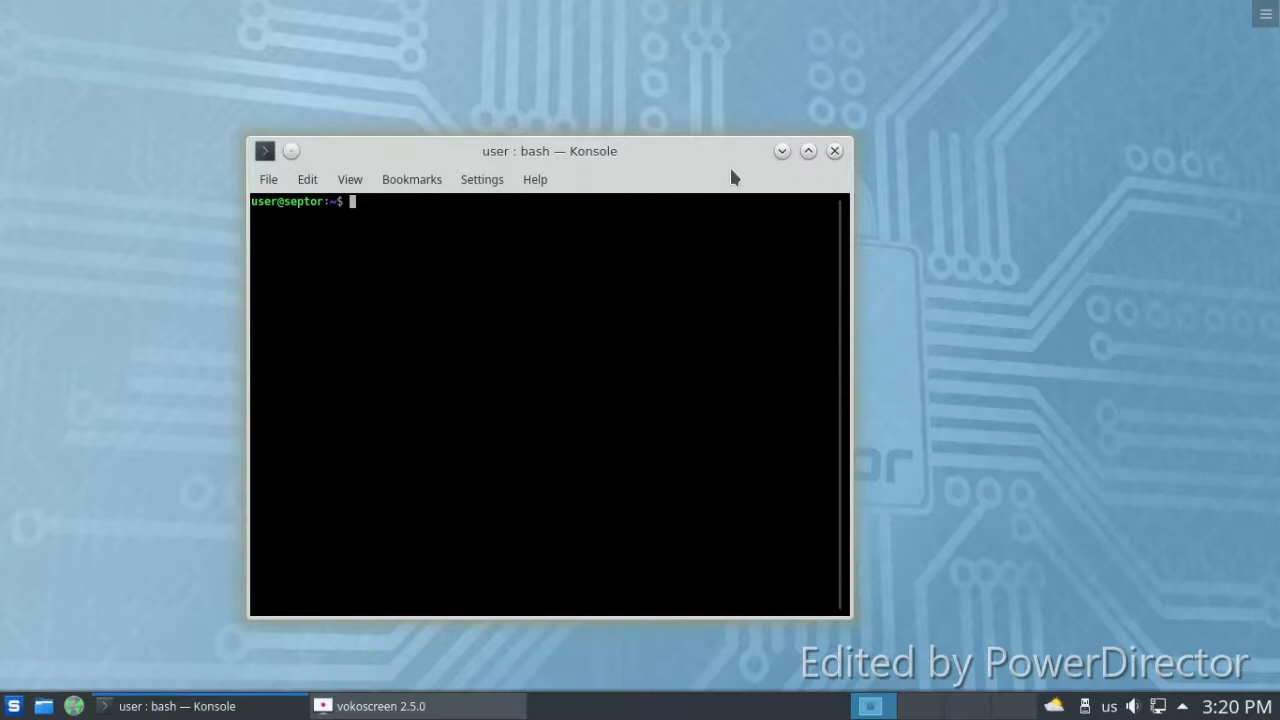 user : bash — Konsole
File Edit View Bookmarks Settings Help
user@septor:~$
or
Edited by PowerDirector
S
user : bash — Konsole
vokoscreen 2.5.0
us
3:20 PM